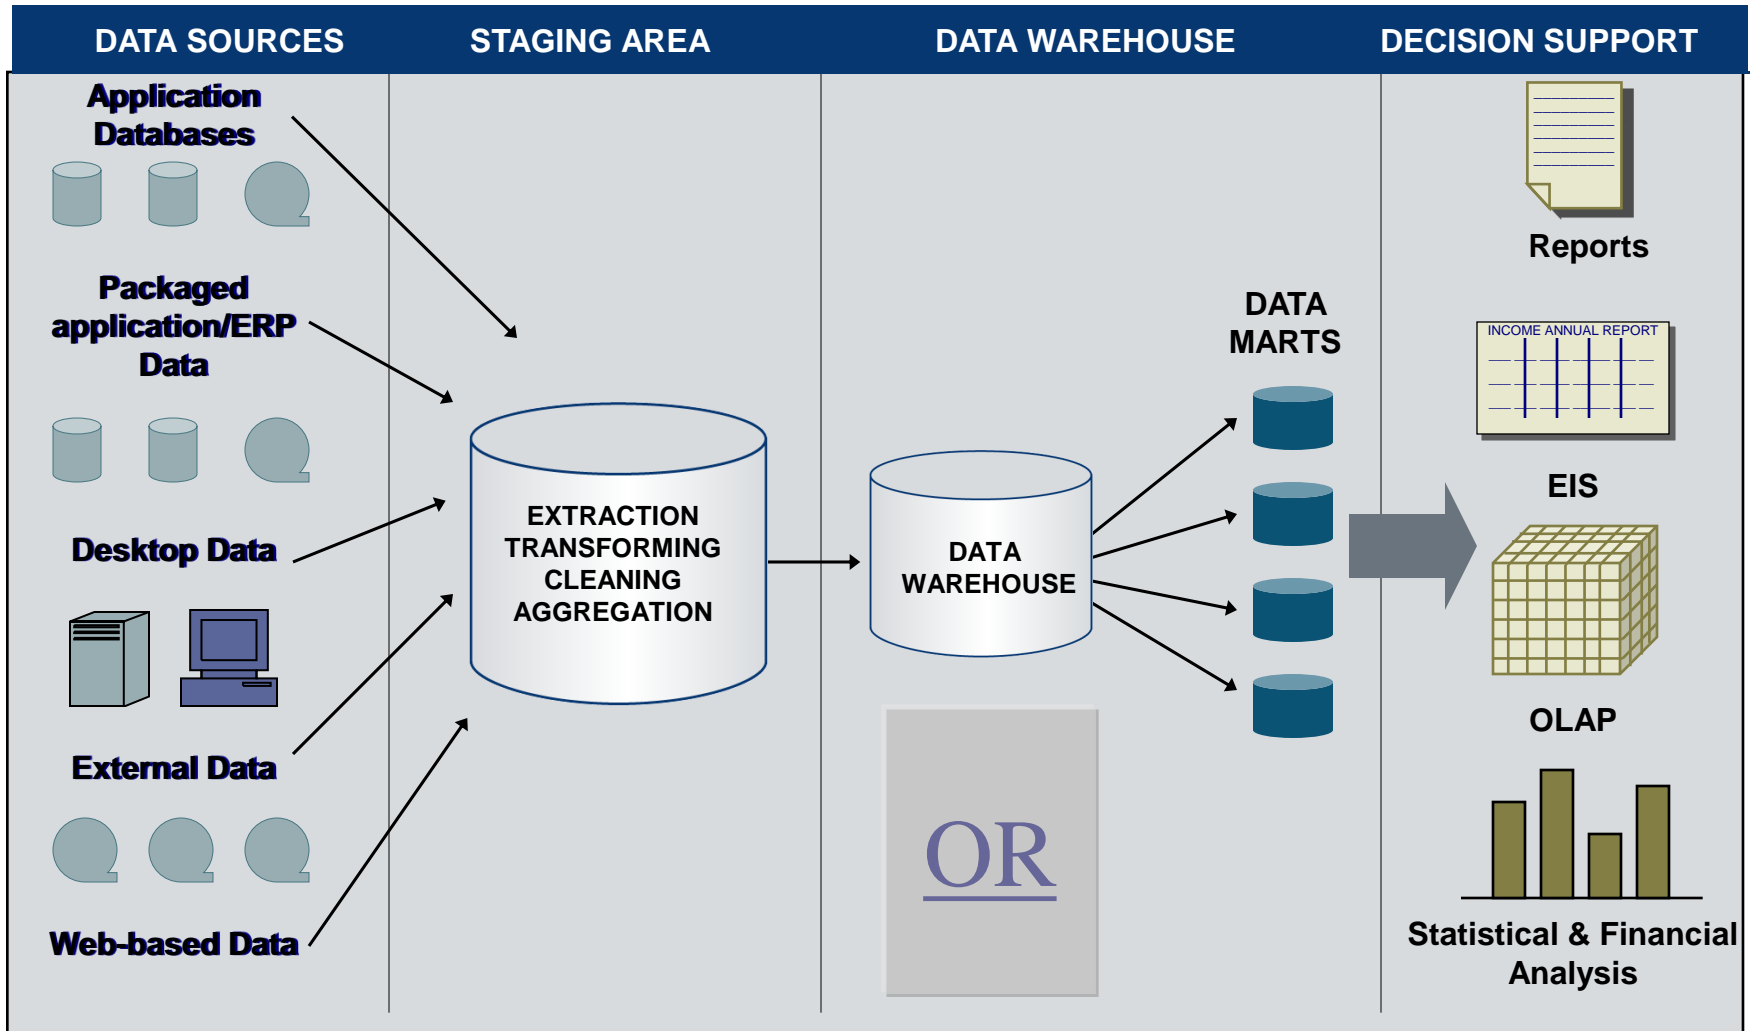 DATA SOURCES
STAGING AREA
DATA WAREHOUSE
DECISION SUPPORT
Application
Databases
Packaged
application/ERP
Data
Desktop Data
External Data
Web-based Data
EXTRACTION
TRANSFORMING
CLEANING
AGGREGATION
DATA
WAREHOUSE
OR
DATA
MARTS
Reports
INCOME ANNUAL REPORT
EIS
OLAP
Statistical & Financial
Analysis